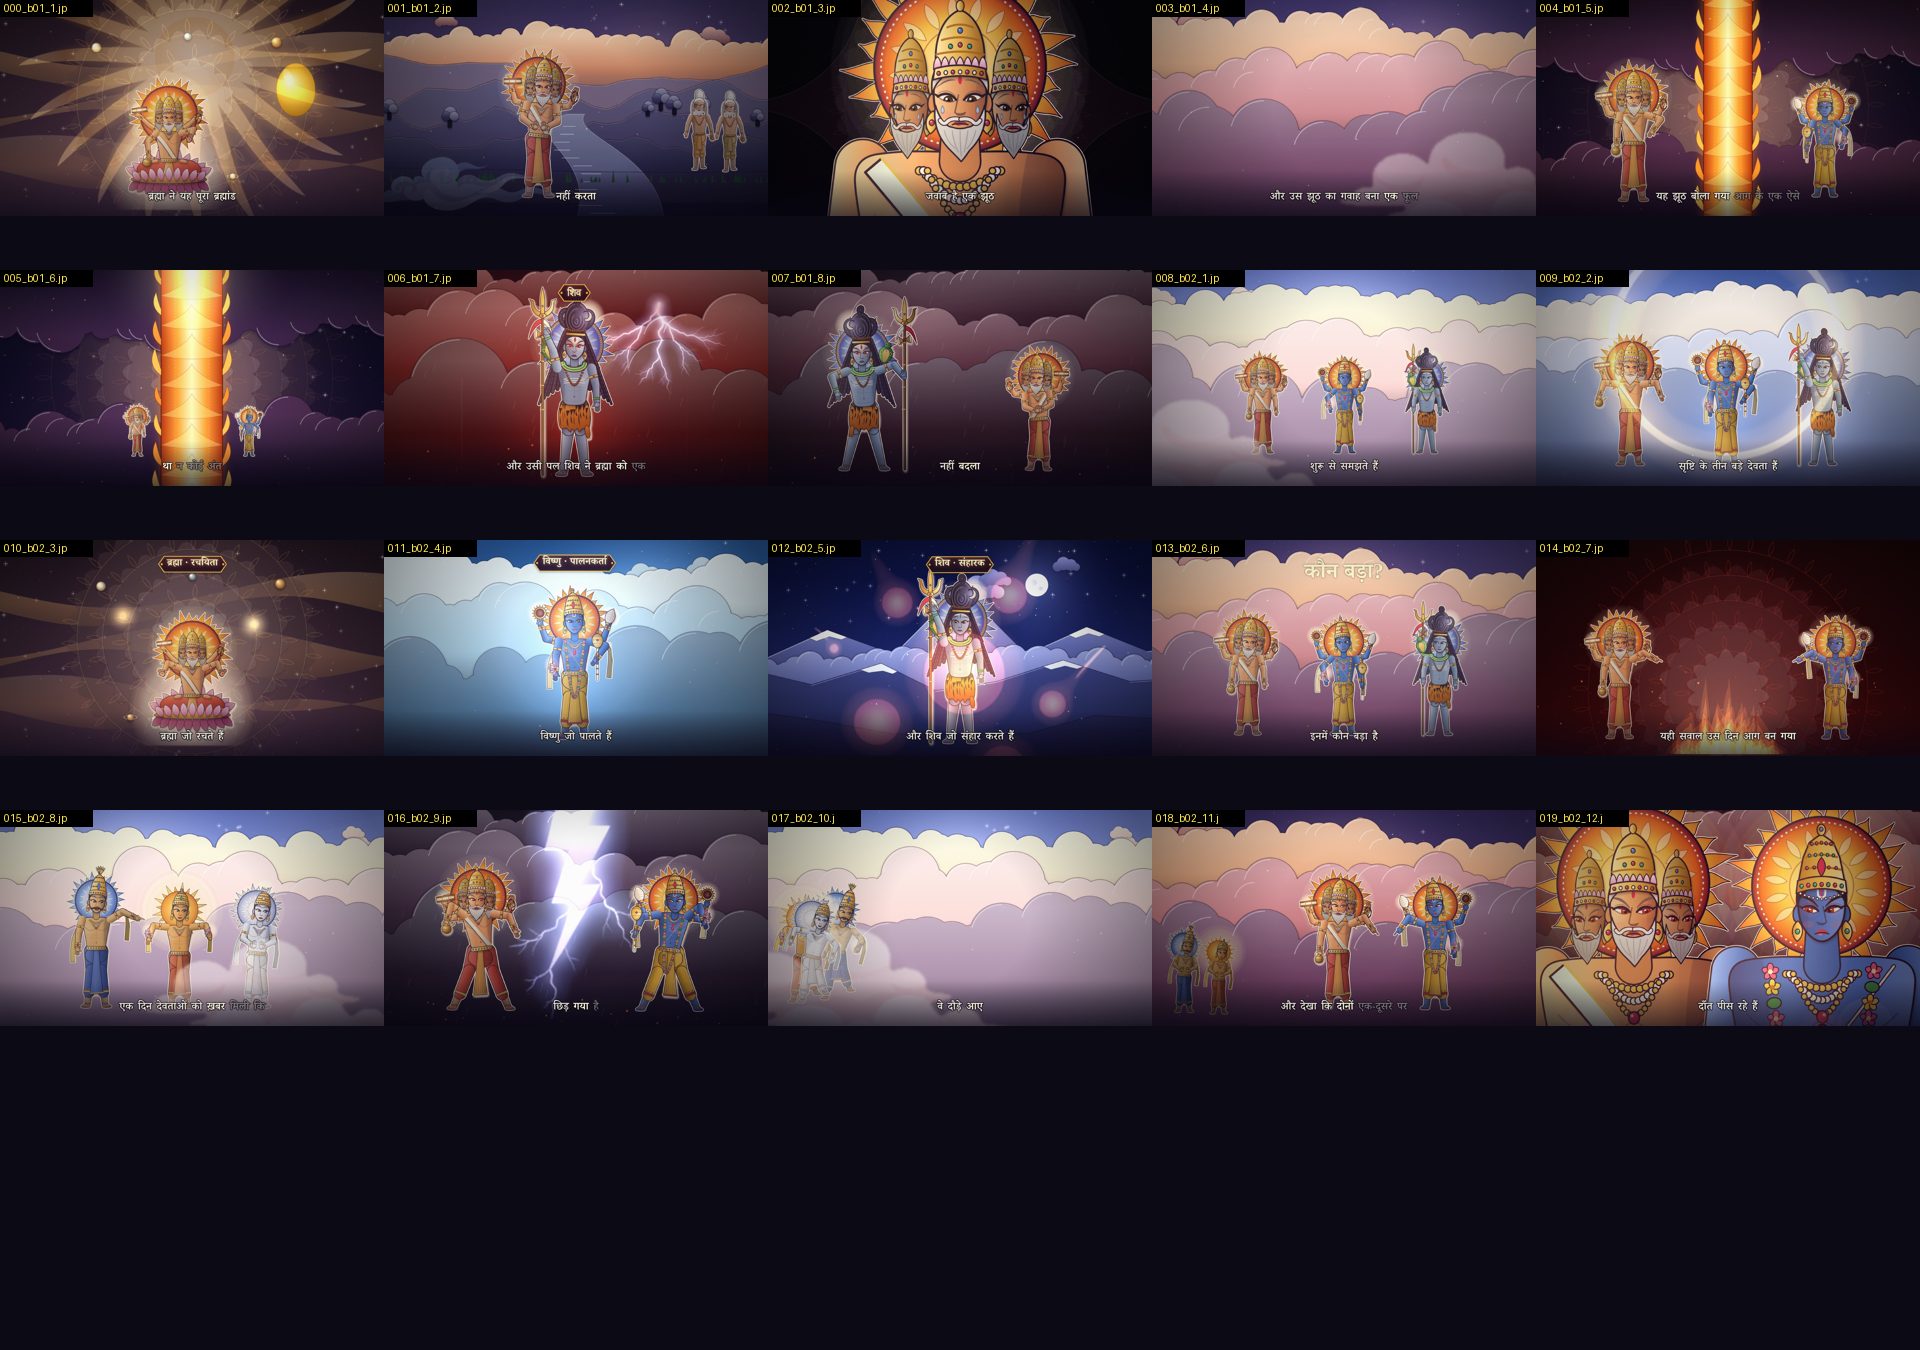 000_b01_1.jp
ब्रह्मा ने यह पूरा ब्रह्मांड
001_b01_2.jp
नहीं करता
002_b01_3.jp
जवाब है एक झूठ
003_b01_4.jp
और उस झूठ का गवाह बना एक फूल
004_b01_5.jp
यह झूठ बोला गया आग के एक ऐसे
005_b01_6.jp
था न कोई अंत
006_b01_7.jp
शिव
और उसी पल शिव ने ब्रह्मा को एक
007_b01_8.jp
नहीं बदला
008_b02_1.jp
शुरू से समझते हैं
009_b02_2.jp
सृष्टि के तीन बड़े देवता हैं
010_b02_3.jp
ब्रह्मा · रचयिता
ब्रह्मा जो रचते हैं
011_b02_4.jp
विष्णु · पालनकर्ता
विष्णु जो पालते हैं
012_b02_5.jp
शिव · संहारक
और शिव जो संहार करते हैं
013_b02_6.jp
कौन बड़ा?
इनमें कौन बड़ा है
014_b02_7.jp
यही सवाल उस दिन आग बन गया
015_b02_8.jp
एक दिन देवताओं को ख़बर मिली कि
016_b02_9.jp
छिड़ गया है
017_b02_10.j
वे दौड़े आए
018_b02_11.j
और देखा कि दोनों एक-दूसरे पर
019_b02_12.j
दाँत पीस रहे हैं